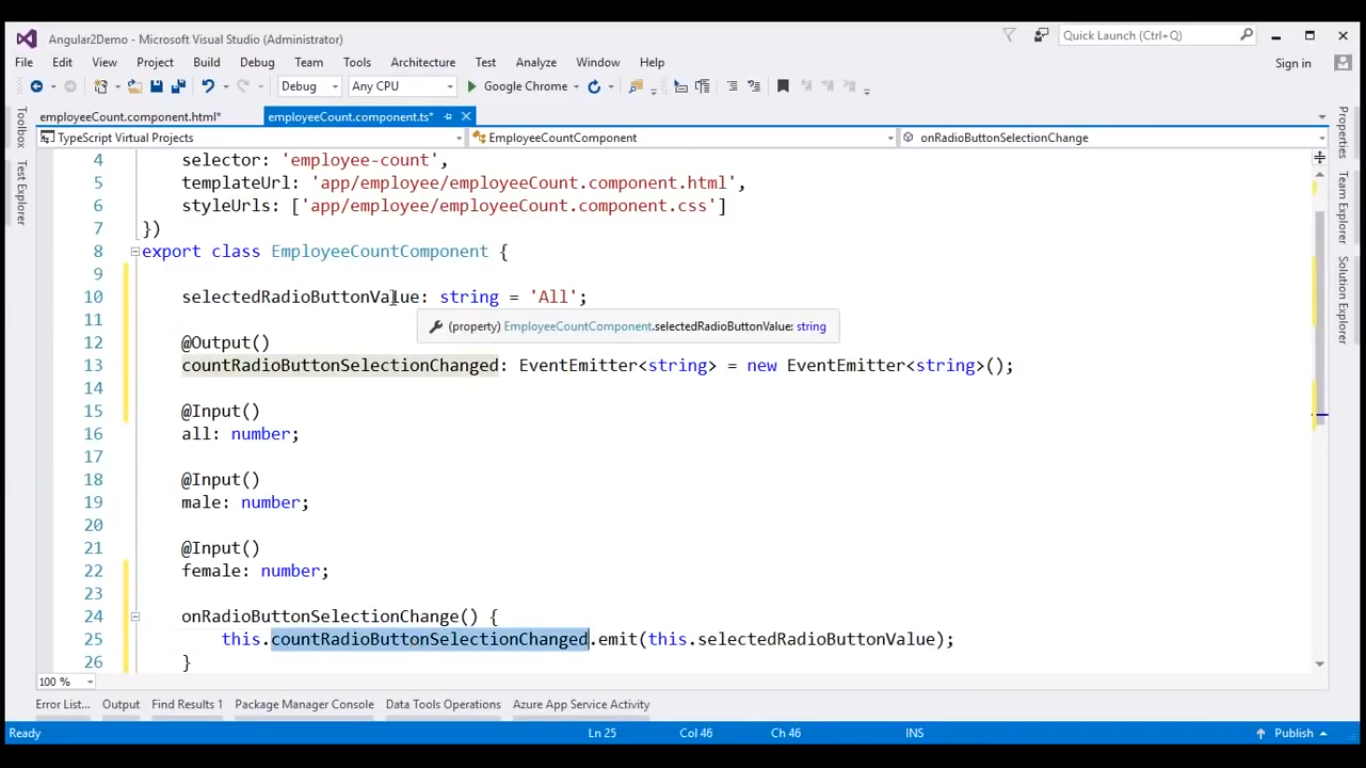 Angular2Demo - Microsoft Visual Studio (Administrator)
Quick Launch (Ctrl+Q)
File Edit View Project Build Debug Team Tools Architecture Test Analyze Window Help
Sign in
Debug Any CPU Google Chrome
employeeCount.component.html* employeeCount.component.ts*
TypeScript Virtual Projects EmployeeCountComponent onRadioButtonSelectionChange
Toolbox
Test Explorer
Properties
Team Explorer
Solution Explorer
4 selector: 'employee-count',
5 templateUrl: 'app/employee/employeeCount.component.html',
6 styleUrls: ['app/employee/employeeCount.component.css']
7 })
8 export class EmployeeCountComponent {
9
10 selectedRadioButtonValue: string = 'All';
11
(property) EmployeeCountComponent.selectedRadioButtonValue: string
12 @Output()
13 countRadioButtonSelectionChanged: EventEmitter<string> = new EventEmitter<string>();
14
15 @Input()
16 all: number;
17
18 @Input()
19 male: number;
20
21 @Input()
22 female: number;
23
24 onRadioButtonSelectionChange() {
25 this.countRadioButtonSelectionChanged.emit(this.selectedRadioButtonValue);
26 }
100 %
Error List... Output Find Results 1 Package Manager Console Data Tools Operations Azure App Service Activity
Ready Ln 25 Col 46 Ch 46 INS Publish